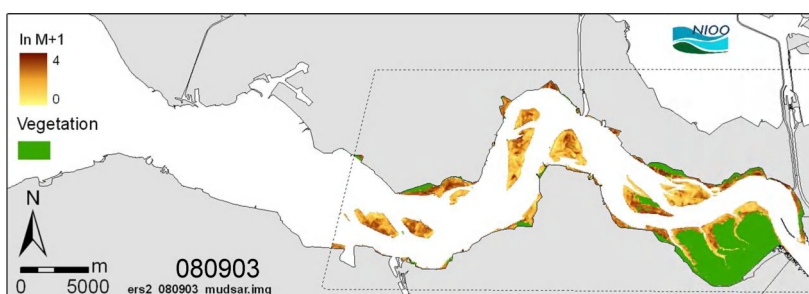 ln M+1
4
0
Vegetation
N
m
0 5000
080903
ers2_080903_mudsar.img
NIOO